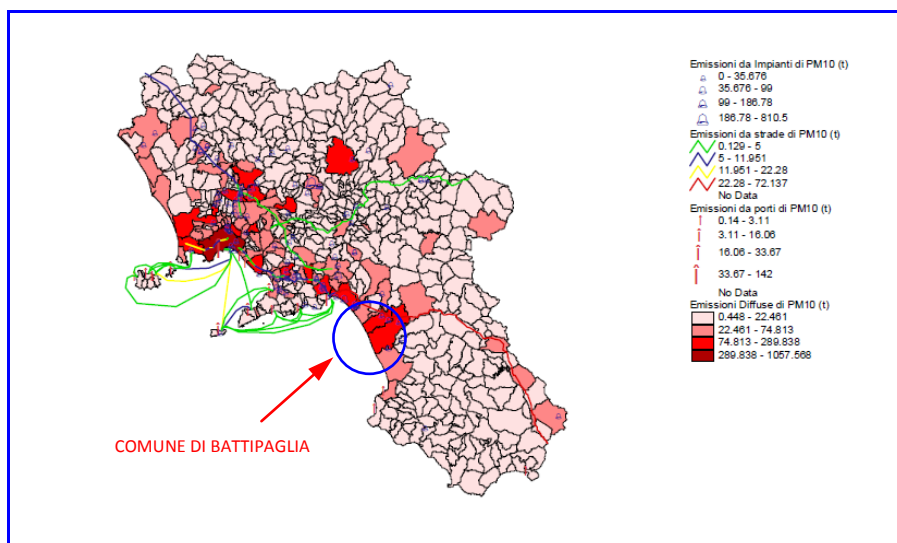 Emissioni da Impianti di PM10 (t)
0 - 35.676
35.676 - 99
99 - 186.78
186.78 - 810.5
Emissioni da strade di PM10 (t)
0.129 - 5
5 - 11.951
11.951 - 22.28
22.28 - 72.137
No Data
Emissioni da porti di PM10 (t)
0.14 - 3.11
3.11 - 16.06
16.06 - 33.67
33.67 - 142
No Data
Emissioni Diffuse di PM10 (t)
0.448 - 22.461
22.461 - 74.813
74.813 - 289.838
289.838 - 1057.568
COMUNE DI BATTIPAGLIA